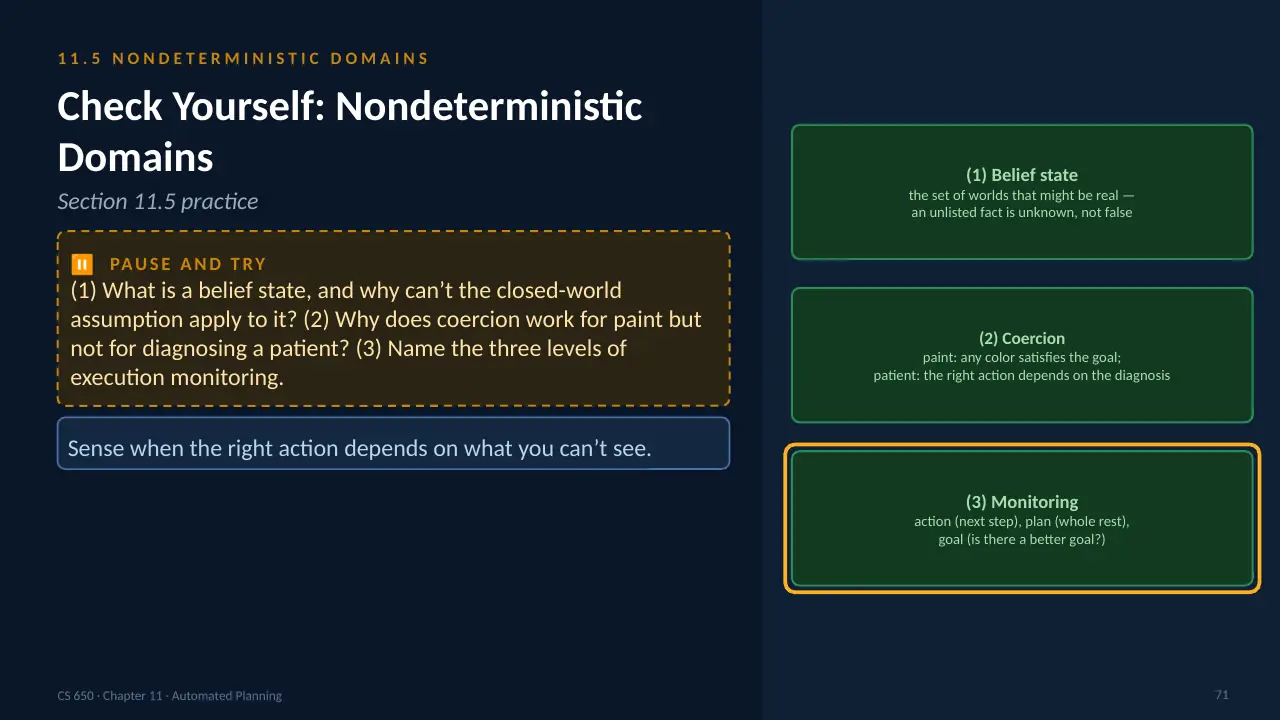 11.5 NONDETERMINISTIC DOMAINS
Check Yourself: Nondeterministic
Domains
Section 11.5 practice
⏸️ PAUSE AND TRY
(1) What is a belief state, and why can’t the closed-world
assumption apply to it? (2) Why does coercion work for paint but
not for diagnosing a patient? (3) Name the three levels of
execution monitoring.
Sense when the right action depends on what you can’t see.
(1) Belief state
the set of worlds that might be real —
an unlisted fact is unknown, not false
(2) Coercion
paint: any color satisfies the goal;
patient: the right action depends on the diagnosis
(3) Monitoring
action (next step), plan (whole rest),
goal (is there a better goal?)
CS 650 · Chapter 11 · Automated Planning
71